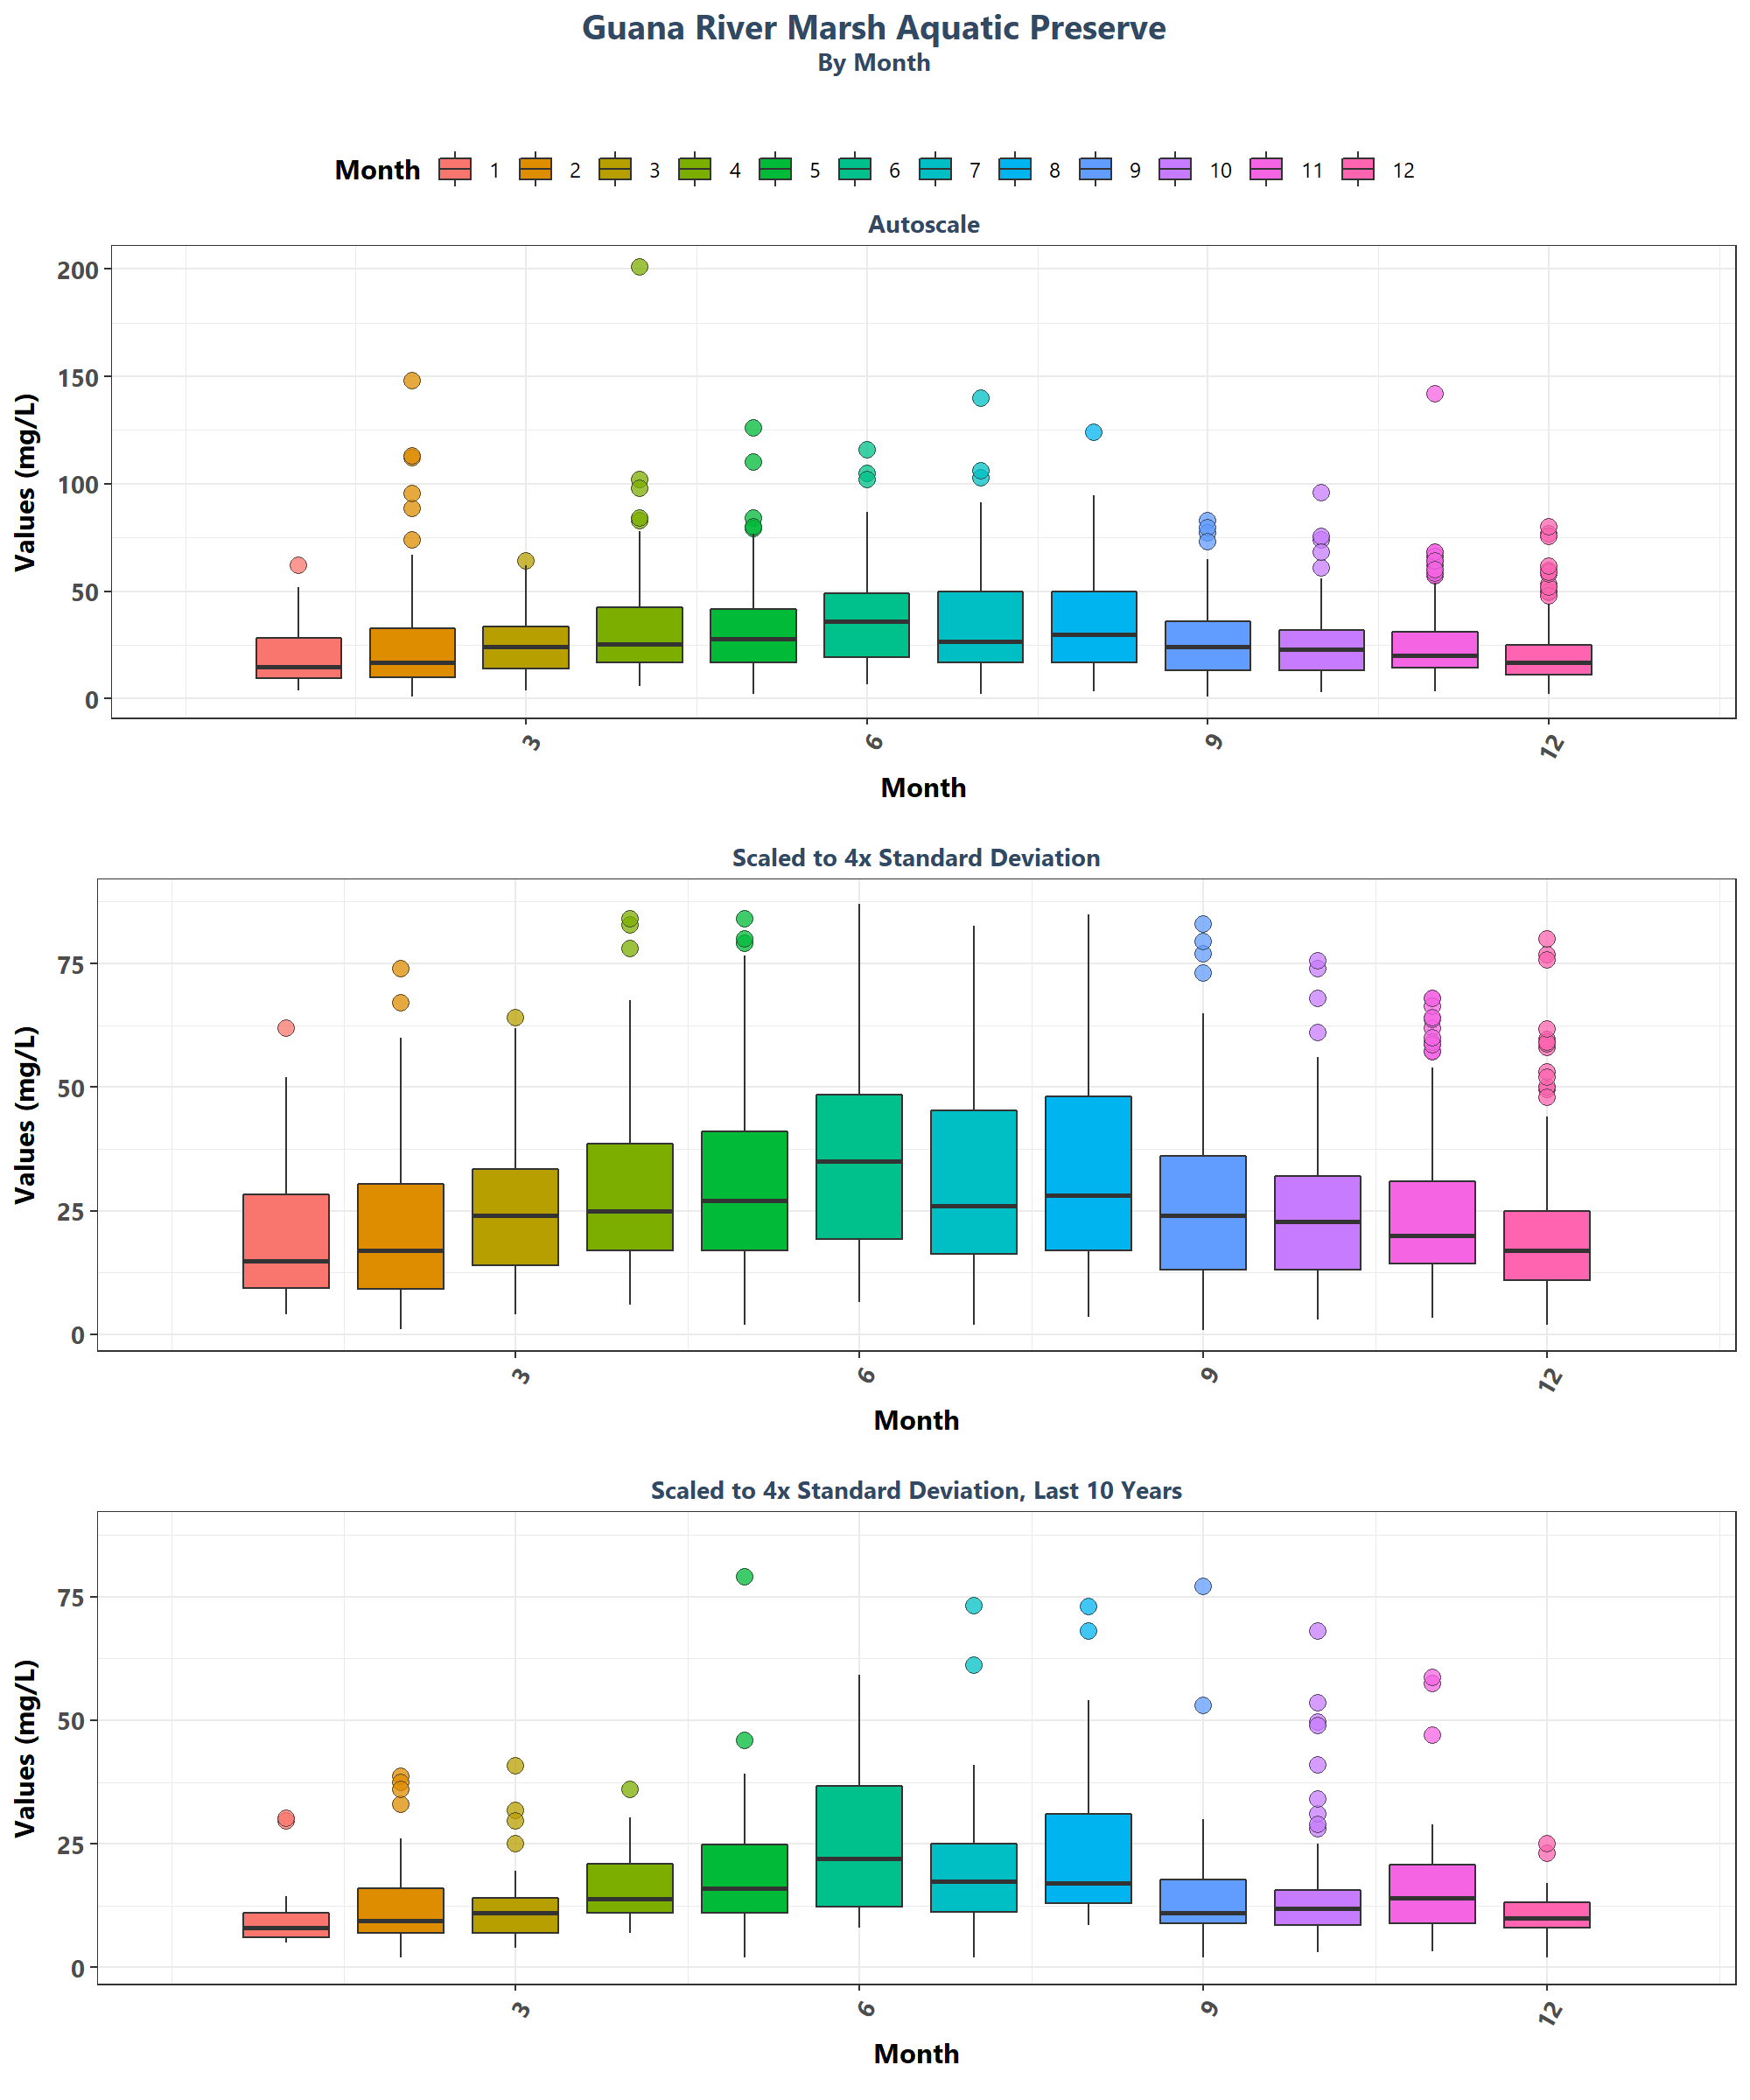 Guana River Marsh Aquatic Preserve
By Month
Month 1 2 3 4 5 6 7 8 9 10 11 12
Autoscale
Values (mg/L)
200
150
100
50
0
3 6 9 12
Month
Scaled to 4x Standard Deviation
Values (mg/L)
75
50
25
0
3 6 9 12
Month
Scaled to 4x Standard Deviation, Last 10 Years
Values (mg/L)
75
50
25
0
3 6 9 12
Month